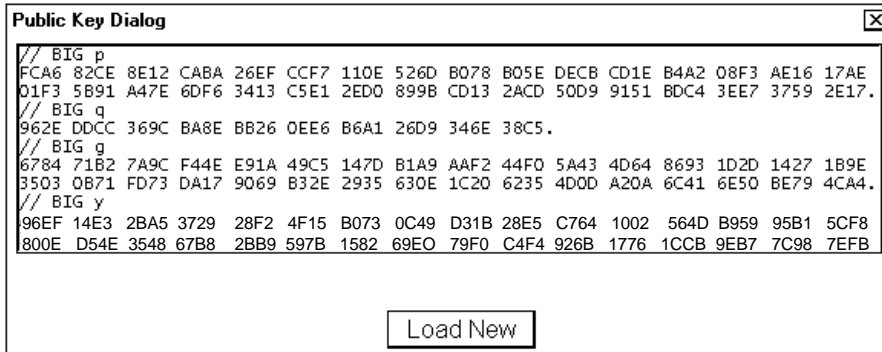 Public Key Dialog
// BIG p
FCA6 82CE 8E12 CABA 26EF CCF7 110E 526D B078 B05E DECB CD1E B4A2 08F3 AE16 17AE
01F3 5B91 A47E 6DF6 3413 C5E1 2ED0 899B CD13 2ACD 50D9 9151 BDC4 3EE7 3759 2E17.
// BIG q
962E DDCC 369C BA8E BB26 0EE6 B6A1 26D9 346E 38C5.
// BIG g
6784 71B2 7A9C F44E E91A 49C5 147D B1A9 AAF2 44F0 5A43 4D64 8693 1D2D 1427 1B9E
3503 0B71 FD73 DA17 9069 B32E 2935 630E 1C20 6235 4D0D A20A 6C41 6E50 BE79 4CA4.
// BIG y
96EF 14E3 2BA5 3729 28F2 4F15 B073 0C49 D31B 28E5 C764 1002 564D B959 95B1 5CF8
800E D54E 3548 67B8 2BB9 597B 1582 69EO 79F0 C4F4 926B 1776 1CCB 9EB7 7C98 7EFB
Load New